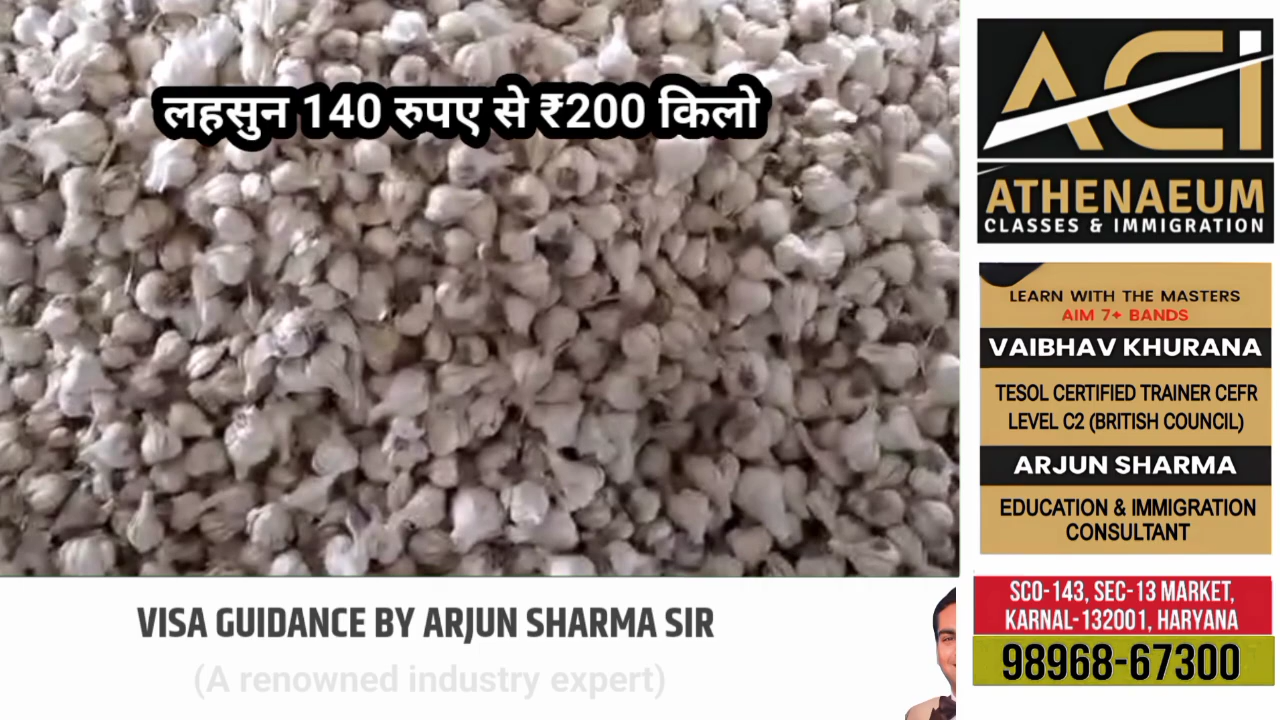 लहसुन 140 रुपए से ₹200 किलो
VISA GUIDANCE BY ARJUN SHARMA SIR
(A renowned industry expert)
ACI
ATHENAEUM
CLASSES & IMMIGRATION
LEARN WITH THE MASTERS
AIM 7+ BANDS
VAIBHAV KHURANA
TESOL CERTIFIED TRAINER CEFR
LEVEL C2 (BRITISH COUNCIL)
ARJUN SHARMA
EDUCATION & IMMIGRATION
CONSULTANT
SCO-143, SEC-13 MARKET,
KARNAL-132001, HARYANA
98968-67300